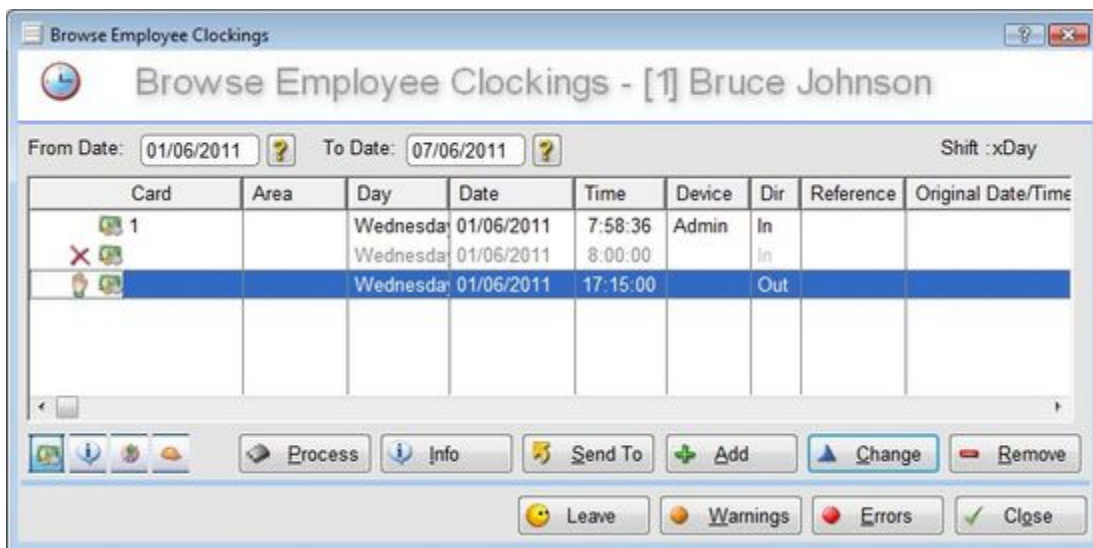 Browse Employee Clockings
Browse Employee Clockings - [1] Bruce Johnson
From Date: 01/06/2011 ? To Date: 07/06/2011 ? Shift :xDay
Card Area Day Date Time Device Dir Reference Original Date/Time
1 Wednesday 01/06/2011 7:58:36 Admin In
Wednesday 01/06/2011 8:00:00 In
Wednesday 01/06/2011 17:15:00 Out
Process Info Send To Add Change Remove
Leave Warnings Errors Close